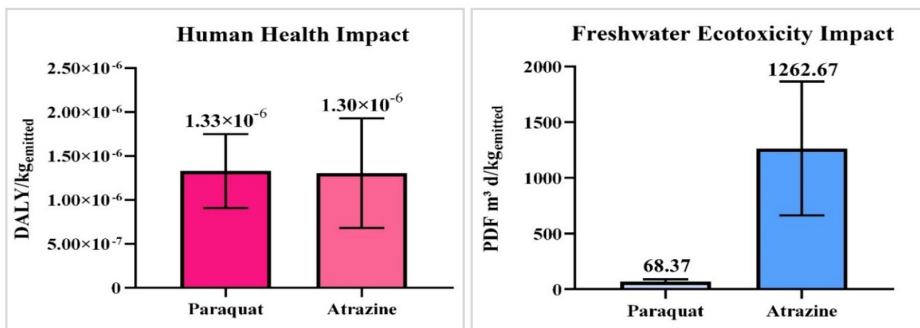 Human Health Impact
DALY/kgemitted
2.50×10⁻⁶
2.00×10⁻⁶
1.50×10⁻⁶
1.00×10⁻⁶
5.00×10⁻⁷
0
1.33×10⁻⁶
1.30×10⁻⁶
Paraquat
Atrazine
Freshwater Ecotoxicity Impact
PDF m³ d/kgemitted
2000
1500
1000
500
0
68.37
1262.67
Paraquat
Atrazine